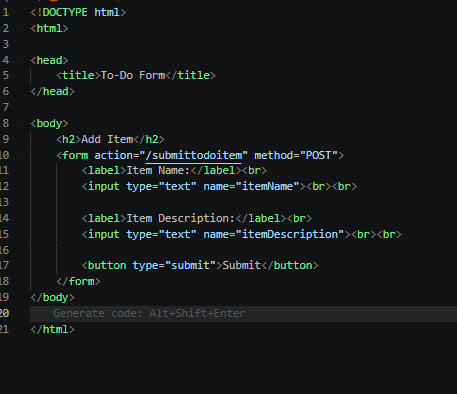 1 <!DOCTYPE html>
2 <html>
3
4 <head>
5     <title>To-Do Form</title>
6 </head>
7
8 <body>
9     <h2>Add Item</h2>
10     <form action="/submittodoitem" method="POST">
11         <label>Item Name:</label><br>
12         <input type="text" name="itemName"><br><br>
13
14         <label>Item Description:</label><br>
15         <input type="text" name="itemDescription"><br><br>
16
17         <button type="submit">Submit</button>
18     </form>
19 </body>
20     Generate code: Alt+Shift+Enter
21 </html>